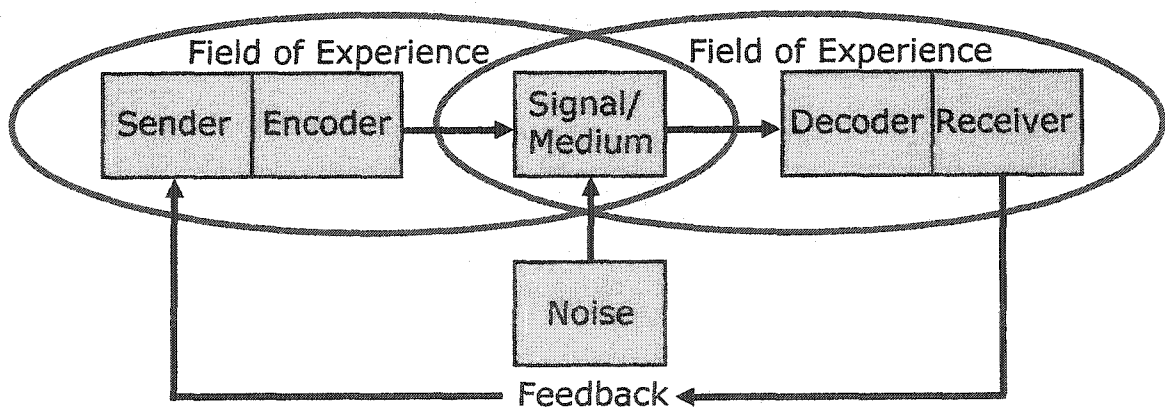 Field of Experience
Field of Experience
Sender
Encoder
Signal/
Medium
Decoder
Receiver
Noise
Feedback